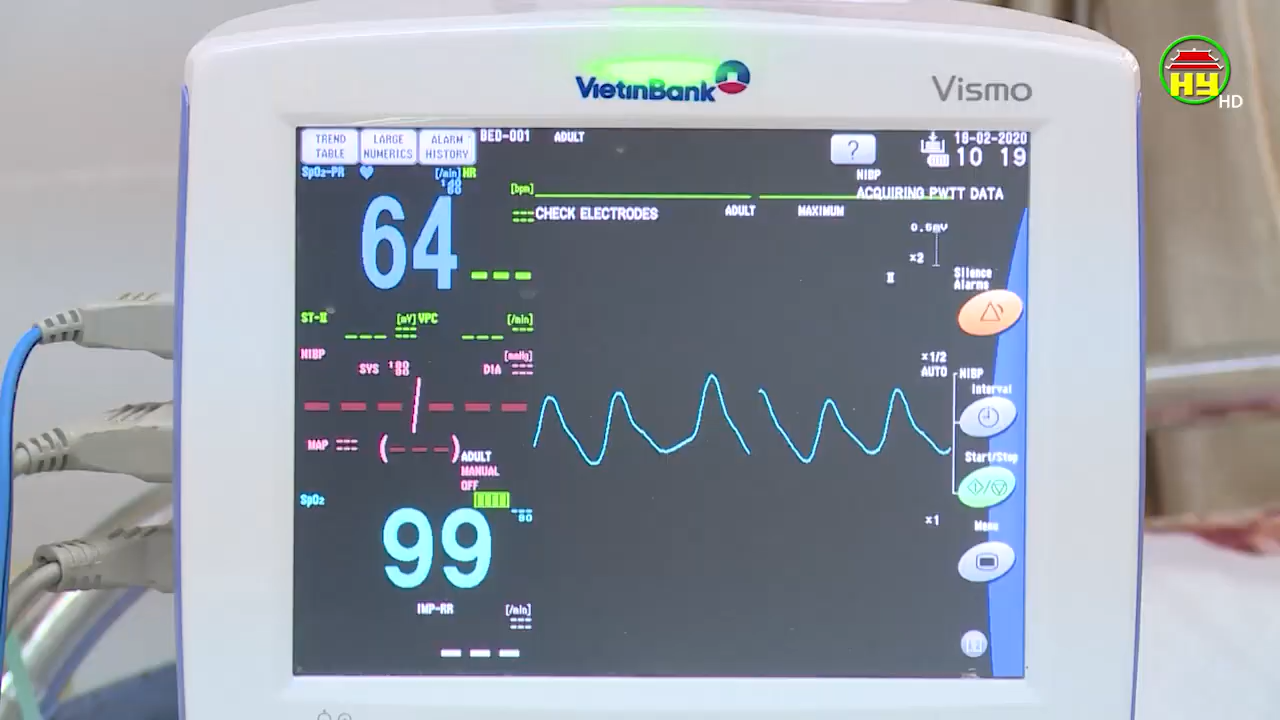 VietinBank
Vismo
HY
HD
TREND TABLE
LARGE NUMERICS
ALARM HISTORY
BED-001
ADULT
?
18-02-2020
10 19
SpO2-PR
[/min]
HR
140
[bpm]
NIBP
ACQUIRING PWTT DATA
CHECK ELECTRODES
ADULT
MAXIMUM
64
---
0.5mV
x2
II
Silence
Alarms
ST-II
[mV]
VPC
[/min]
---
---
NIBP
SYS
180
DIA
[mmHg]
x1/2
AUTO
NIBP
Interval
MAP
(---)
ADULT
MANUAL
OFF
Start/Stop
SpO2
99
x1
Menu
IMP-RR
[/min]
---